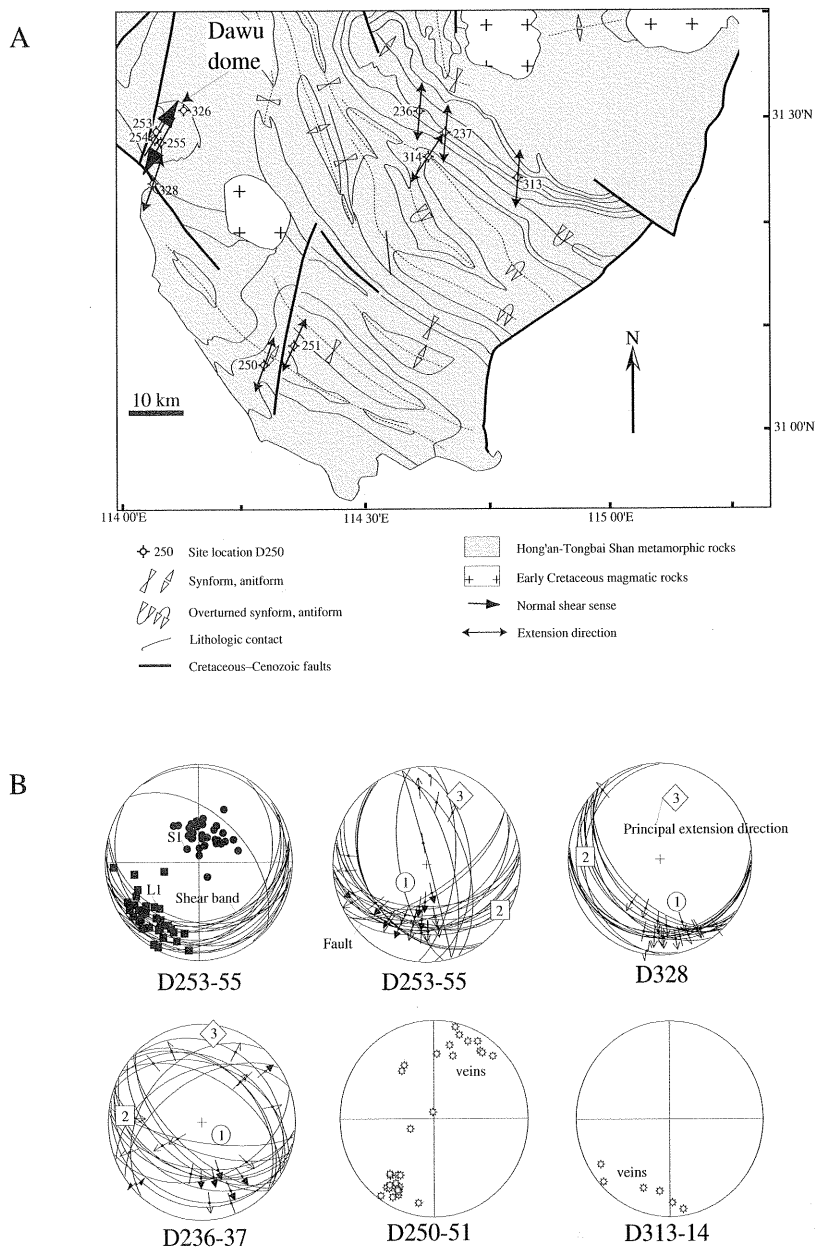 A
Dawu
dome
326
253
254
255
328
236
237
314
313
250
251
10 km
N
31 30'N
31 00'N
114 00'E
114 30'E
115 00'E
250 Site location D250
Synform, anitform
Overturned synform, antiform
Lithologic contact
Cretaceous–Cenozoic faults
Hong'an-Tongbai Shan metamorphic rocks
Early Cretaceous magmatic rocks
Normal shear sense
Extension direction
B
S1
L1
Shear band
D253-55
3
1
2
Fault
D253-55
3
Principal extension direction
2
1
D328
3
2
1
D236-37
veins
D250-51
veins
D313-14